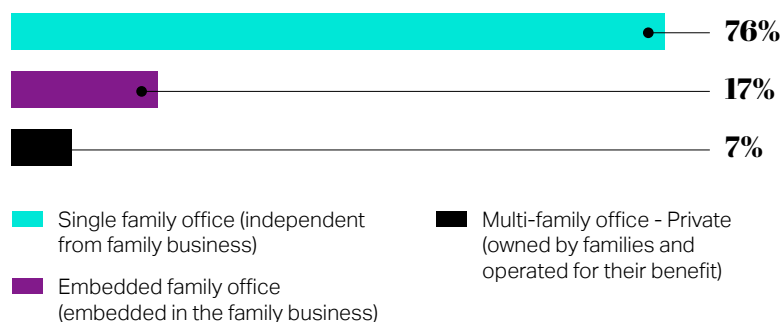 76%
17%
7%
Single family office (independent
from family business)
Embedded family office
(embedded in the family business)
Multi-family office - Private
(owned by families and
operated for their benefit)